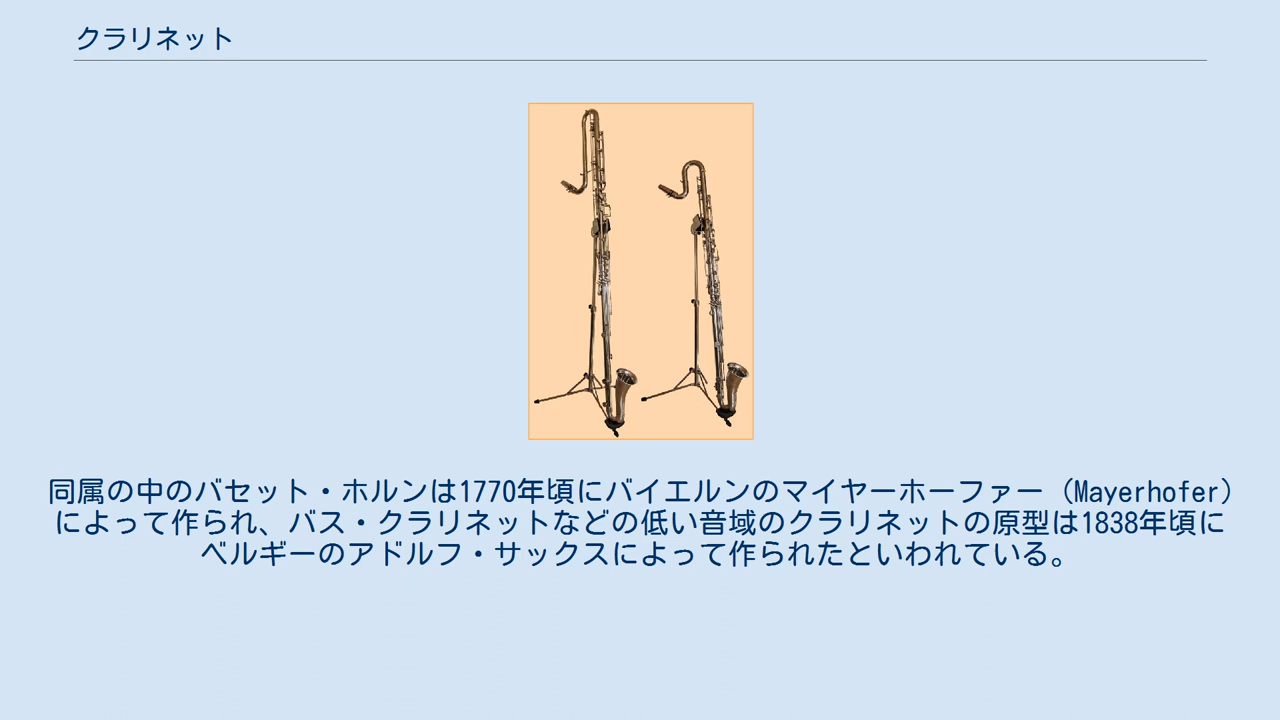 クラリネット
同属の中のバセット・ホルンは1770年頃にバイエルンのマイヤーホーファー（Mayerhofer）
によって作られ、バス・クラリネットなどの低い音域のクラリネットの原型は1838年頃に
ベルギーのアドルフ・サックスによって作られたといわれている。